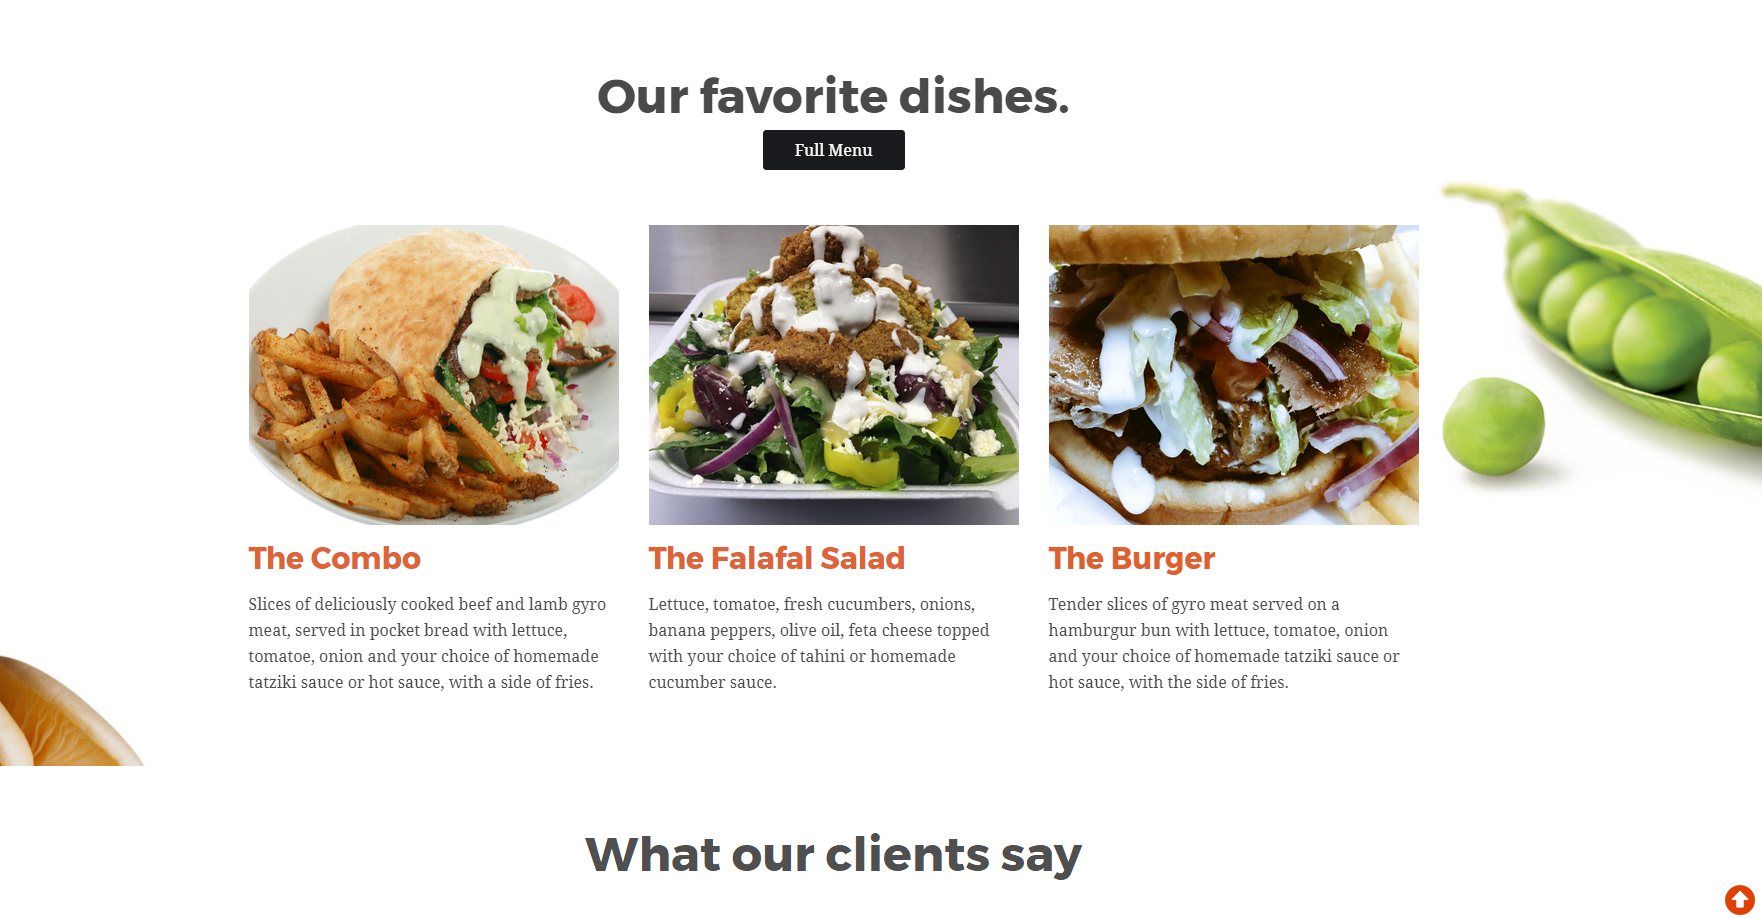 Our favorite dishes.
Full Menu
The Combo
Slices of deliciously cooked beef and lamb gyro
meat, served in pocket bread with lettuce,
tomatoe, onion and your choice of homemade
tatziki sauce or hot sauce, with a side of fries.
The Falafal Salad
Lettuce, tomatoe, fresh cucumbers, onions,
banana peppers, olive oil, feta cheese topped
with your choice of tahini or homemade
cucumber sauce.
The Burger
Tender slices of gyro meat served on a
hamburgur bun with lettuce, tomatoe, onion
and your choice of homemade tatziki sauce or
hot sauce, with the side of fries.
What our clients say